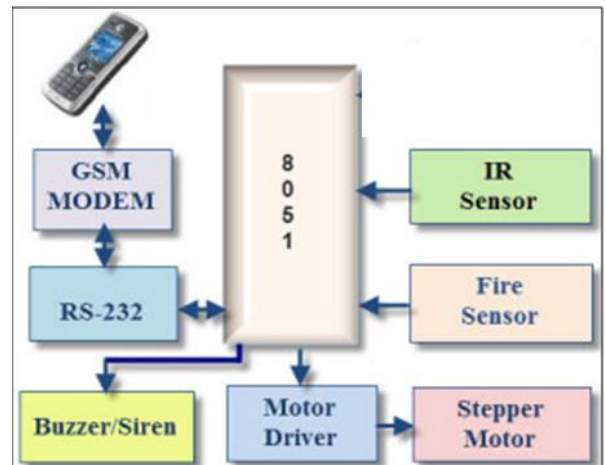 GSM
MODEM
8
0
5
1
IR
Sensor
RS-232
Fire
Sensor
Buzzer/Siren
Motor
Driver
Stepper
Motor